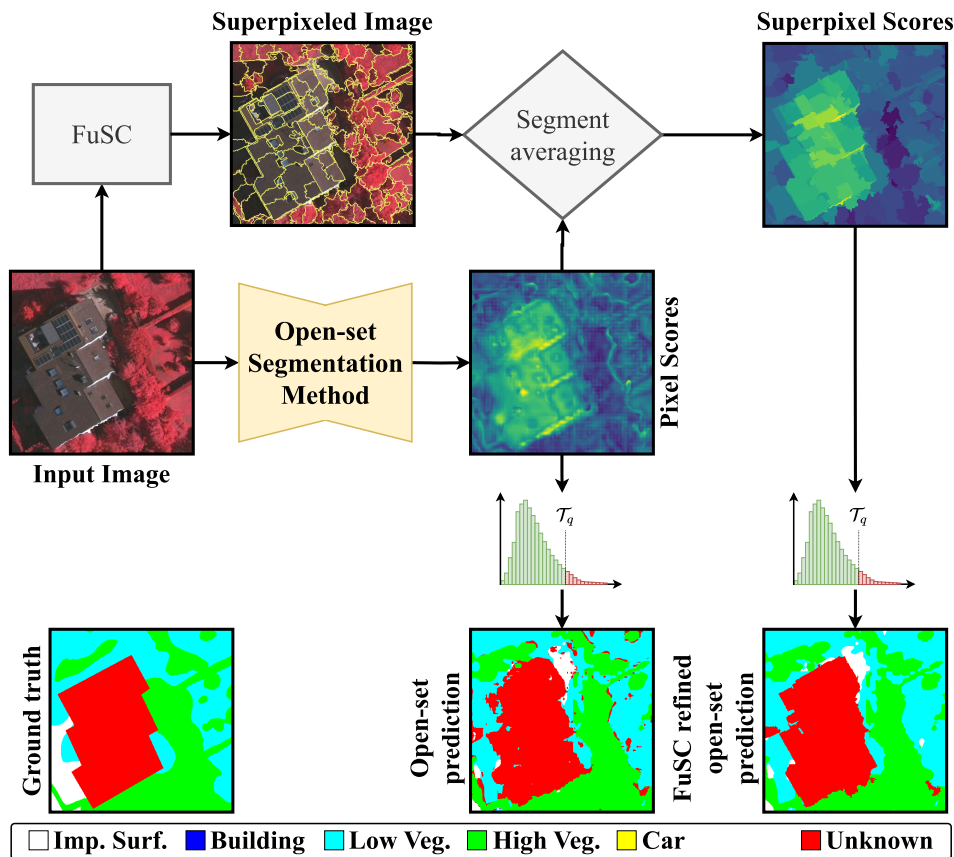 Superpixeled Image
Superpixel Scores
FuSC
Segment
averaging
Open-set
Segmentation
Method
Pixel Scores
Input Image
𝒯q
𝒯q
Ground truth
Open-set
prediction
FuSC refined
open-set
prediction
Imp. Surf. Building Low Veg. High Veg. Car Unknown